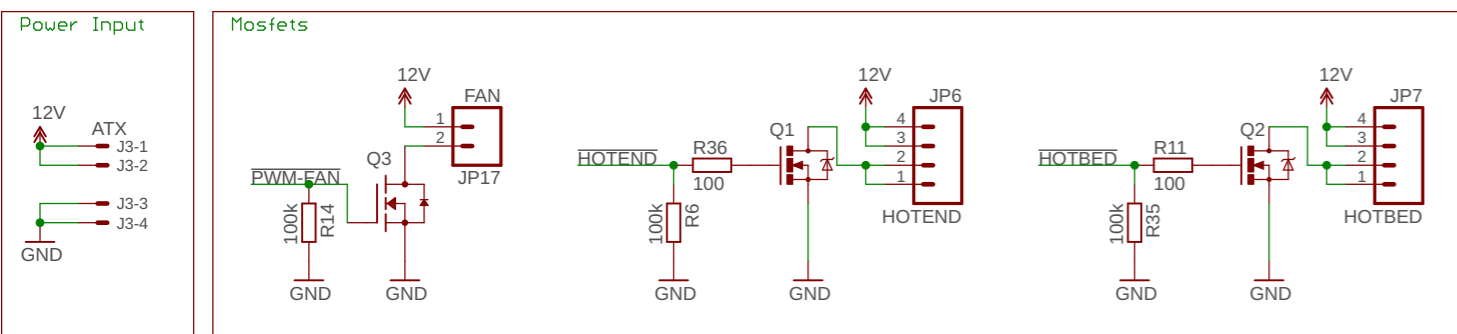 Power Input
12V
ATX
J3-1
J3-2
J3-3
J3-4
GND
Mosfets
12V
FAN
1
2
JP17
Q3
PWM-FAN
100k
R14
GND
GND
12V
JP6
4
3
2
1
HOTEND
Q1
HOTEND
R36
100
100k
R6
GND
GND
12V
JP7
4
3
2
1
HOTBED
Q2
HOTBED
R11
100
100k
R35
GND
GND